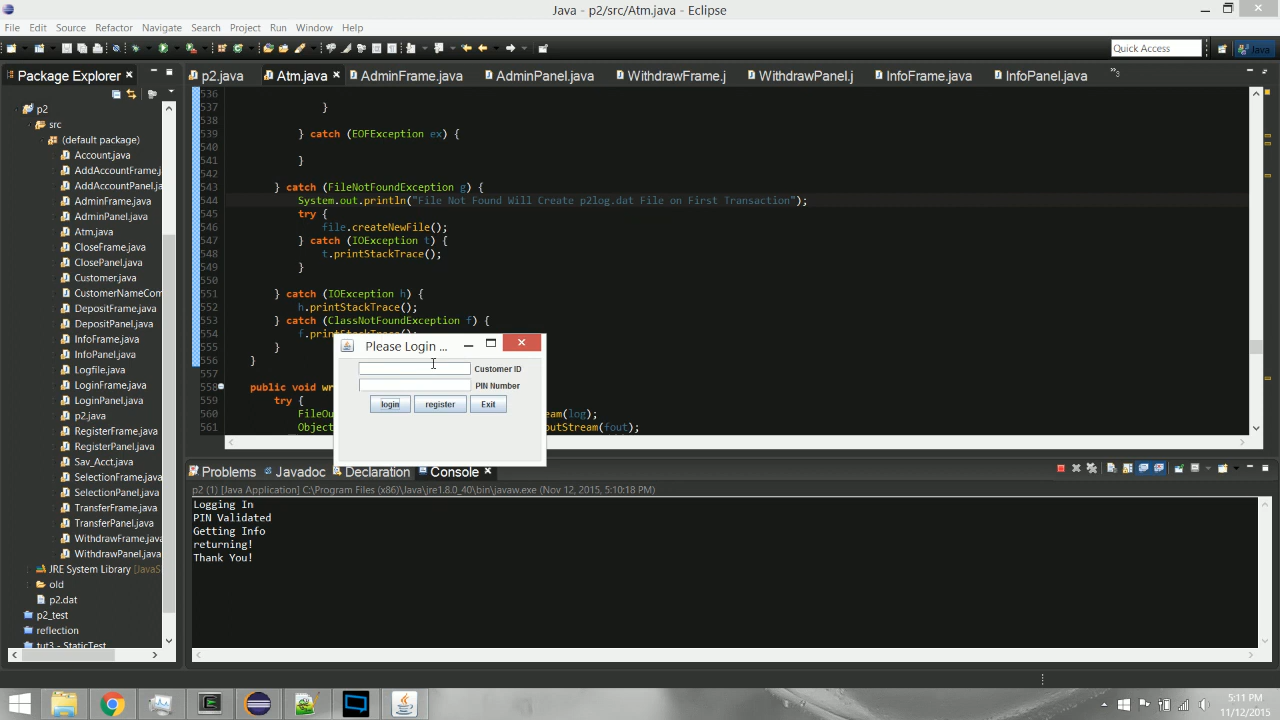 Java - p2/src/Atm.java - Eclipse
File Edit Source Refactor Navigate Search Project Run Window Help
Quick Access
Java
Package Explorer
p2.java
Atm.java
AdminFrame.java
AdminPanel.java
WithdrawFrame.j
WithdrawPanel.j
InfoFrame.java
InfoPanel.java
3
p2
src
(default package)
Account.java
AddAccountFrame.j
AddAccountPanel.ja
AdminFrame.java
AdminPanel.java
Atm.java
CloseFrame.java
ClosePanel.java
Customer.java
CustomerNameCom
DepositFrame.java
DepositPanel.java
InfoFrame.java
InfoPanel.java
Logfile.java
LoginFrame.java
LoginPanel.java
p2.java
RegisterFrame.java
RegisterPanel.java
Sav_Acct.java
SelectionFrame.java
SelectionPanel.java
TransferFrame.java
TransferPanel.java
WithdrawFrame.java
WithdrawPanel.java
JRE System Library [JavaS
old
p2.dat
p2_test
reflection
tut3 - StaticTest
536
537 }
538
539 } catch (EOFException ex) {
540
541 }
542
543 } catch (FileNotFoundException g) {
544 System.out.println("File Not Found Will Create p2log.dat File on First Transaction");
545 try {
546 file.createNewFile();
547 } catch (IOException t) {
548 t.printStackTrace();
549 }
550
551 } catch (IOException h) {
552 h.printStackTrace();
553 } catch (ClassNotFoundException f) {
554 f.print
555 }
556 }
558 public void wr
559 try {
560 FileOu am(log);
561 Object utStream(fout);
Please Login ...
Customer ID
PIN Number
login register Exit
Problems Javadoc Declaration Console
p2 (1) [Java Application] C:\Program Files (x86)\Java\jre1.8.0_40\bin\javaw.exe (Nov 12, 2015, 5:10:18 PM)
Logging In
PIN Validated
Getting Info
returning!
Thank You!
5:11 PM
11/12/2015